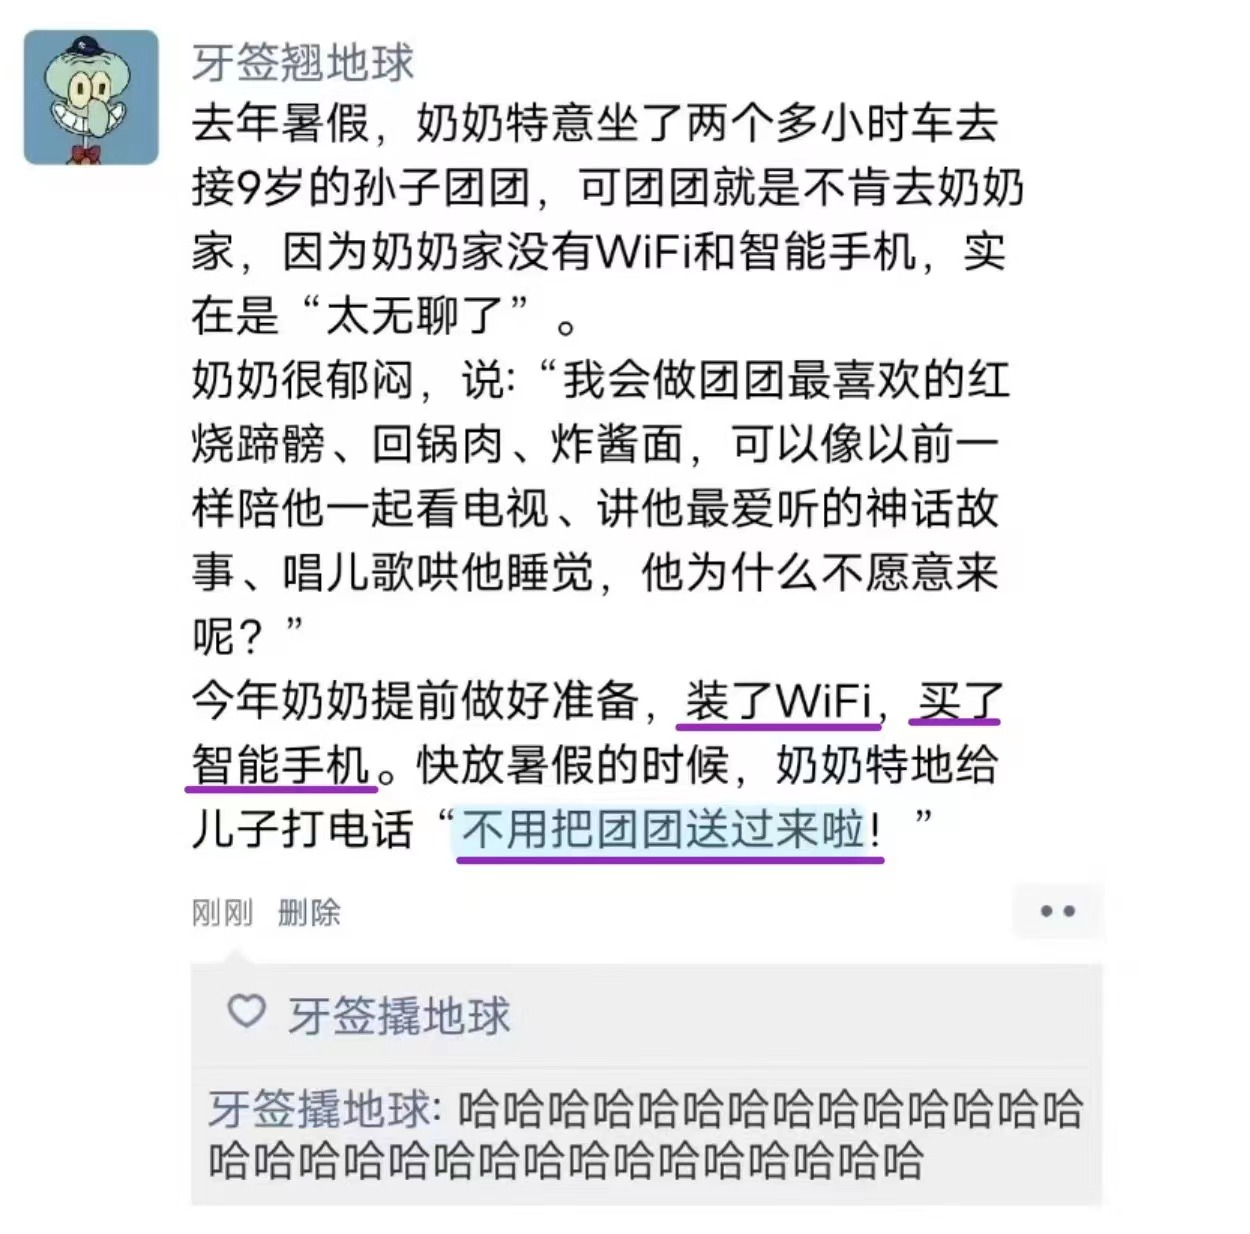 牙签翘地球
去年暑假，奶奶特意坐了两个多小时车去
接9岁的孙子团团，可团团就是不肯去奶奶
家，因为奶奶家没有WiFi和智能手机，实
在是“太无聊了”。
奶奶很郁闷，说:“我会做团团最喜欢的红
烧蹄髈、回锅肉、炸酱面，可以像以前一
样陪他一起看电视、讲他最爱听的神话故
事、唱儿歌哄他睡觉，他为什么不愿意来
呢？”
今年奶奶提前做好准备，装了WiFi，买了
智能手机。快放暑假的时候，奶奶特地给
儿子打电话“不用把团团送过来啦！”
刚刚 删除
牙签撬地球
牙签撬地球: 哈哈哈哈哈哈哈哈哈哈哈哈哈哈
哈哈哈哈哈哈哈哈哈哈哈哈哈哈哈哈